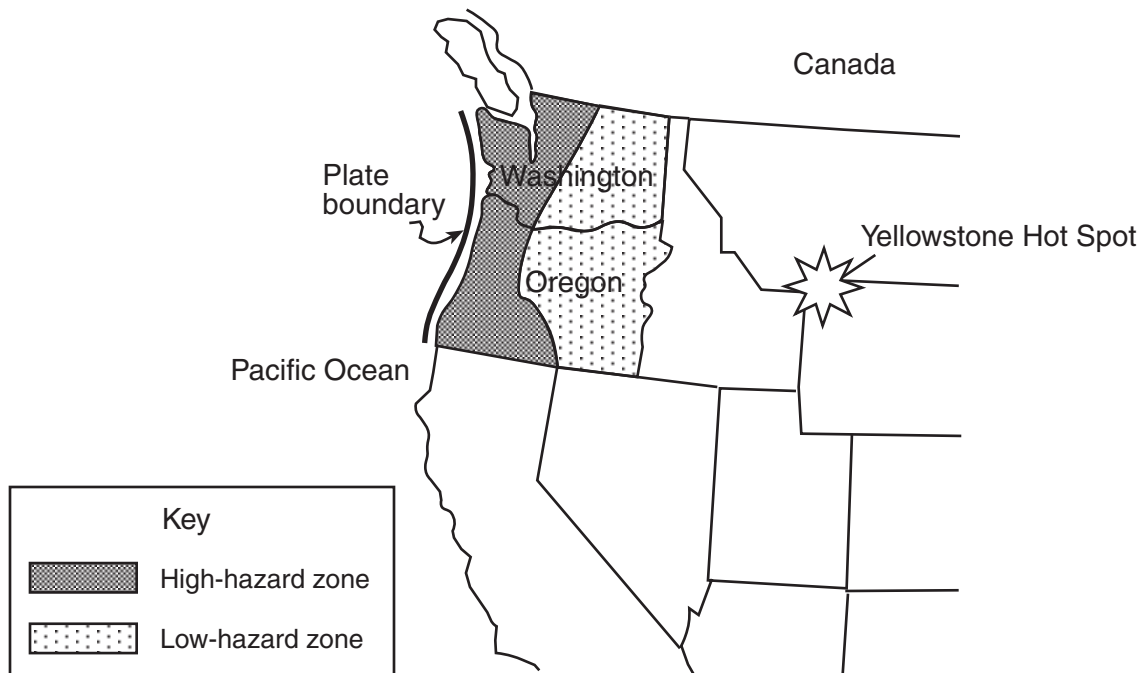 Canada
Plate
boundary
Washington
Yellowstone Hot Spot
Oregon
Pacific Ocean
Key
High-hazard zone
Low-hazard zone